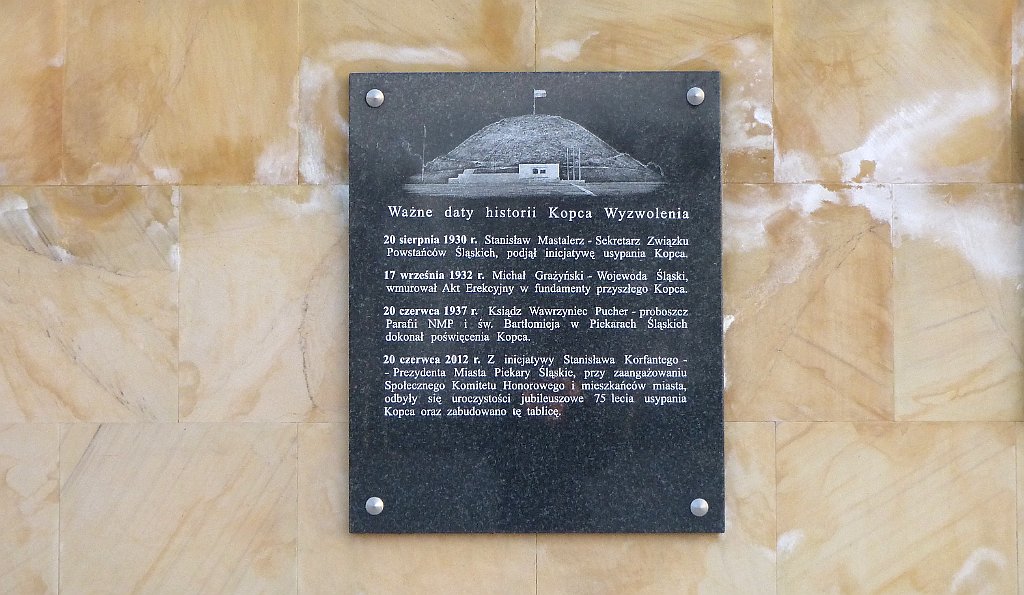 Ważne daty historii Kopca Wyzwolenia
20 sierpnia 1930 r. Stanisław Mastalerz - Sekretarz Związku
Powstańców Śląskich, podjął inicjatywę usypania Kopca.
17 września 1932 r. Michał Grażyński - Wojewoda Śląski,
wmurował Akt Erekcyjny w fundamenty przyszłego Kopca.
20 czerwca 1937 r. Ksiądz Wawrzyniec Pucher - proboszcz
Parafii NMP i św. Bartłomieja w Piekarach Śląskich
dokonał poświęcenia Kopca.
20 czerwca 2012 r. Z inicjatywy Stanisława Korfantego -
- Prezydenta Miasta Piekary Śląskie, przy zaangażowaniu
Społecznego Komitetu Honorowego i mieszkańców miasta,
odbyły się uroczystości jubileuszowe 75 lecia usypania
Kopca oraz zabudowano tę tablicę.